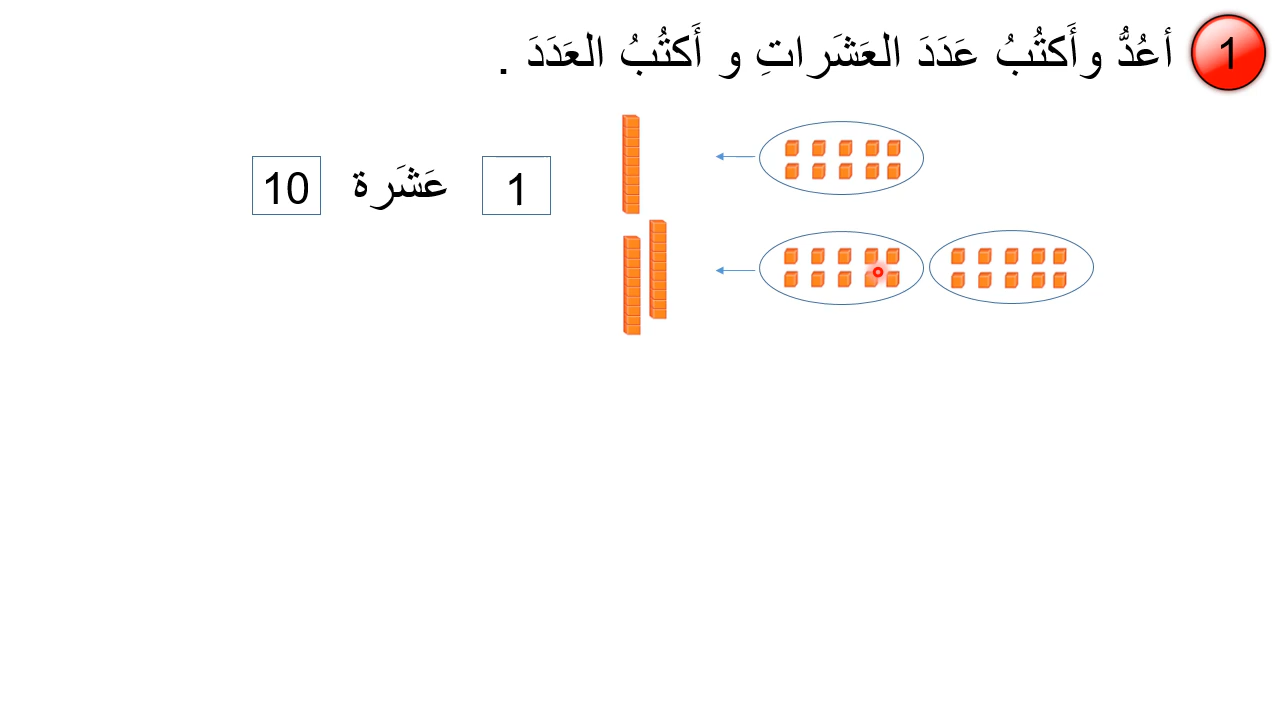 1 أعُدُّ وأَكتُبُ عَدَدَ العَشَراتِ و أَكتُبُ العَدَدَ .
1 عَشَرة 10